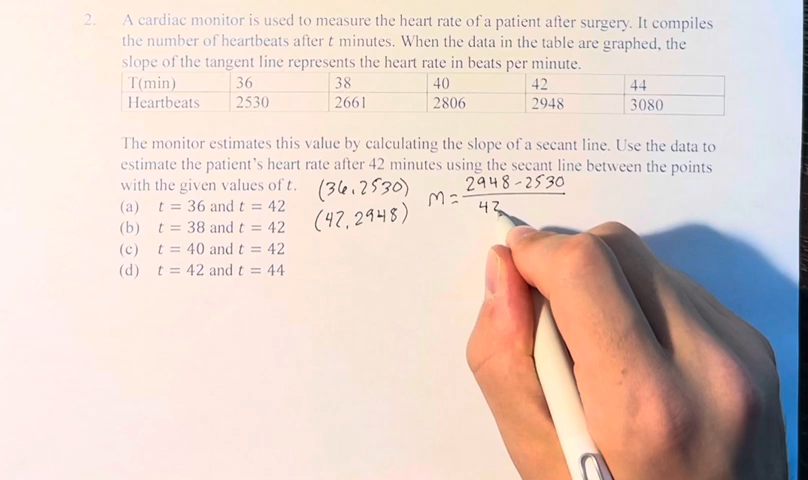 2. A cardiac monitor is used to measure the heart rate of a patient after surgery. It compiles
the number of heartbeats after t minutes. When the data in the table are graphed, the
slope of the tangent line represents the heart rate in beats per minute.
T(min) 36 38 40 42 44
Heartbeats 2530 2661 2806 2948 3080
The monitor estimates this value by calculating the slope of a secant line. Use the data to
estimate the patient's heart rate after 42 minutes using the secant line between the points
with the given values of t.
(a) t = 36 and t = 42
(b) t = 38 and t = 42
(c) t = 40 and t = 42
(d) t = 42 and t = 44
(36, 2530)
(42, 2948)
m = 2948 - 2530
42